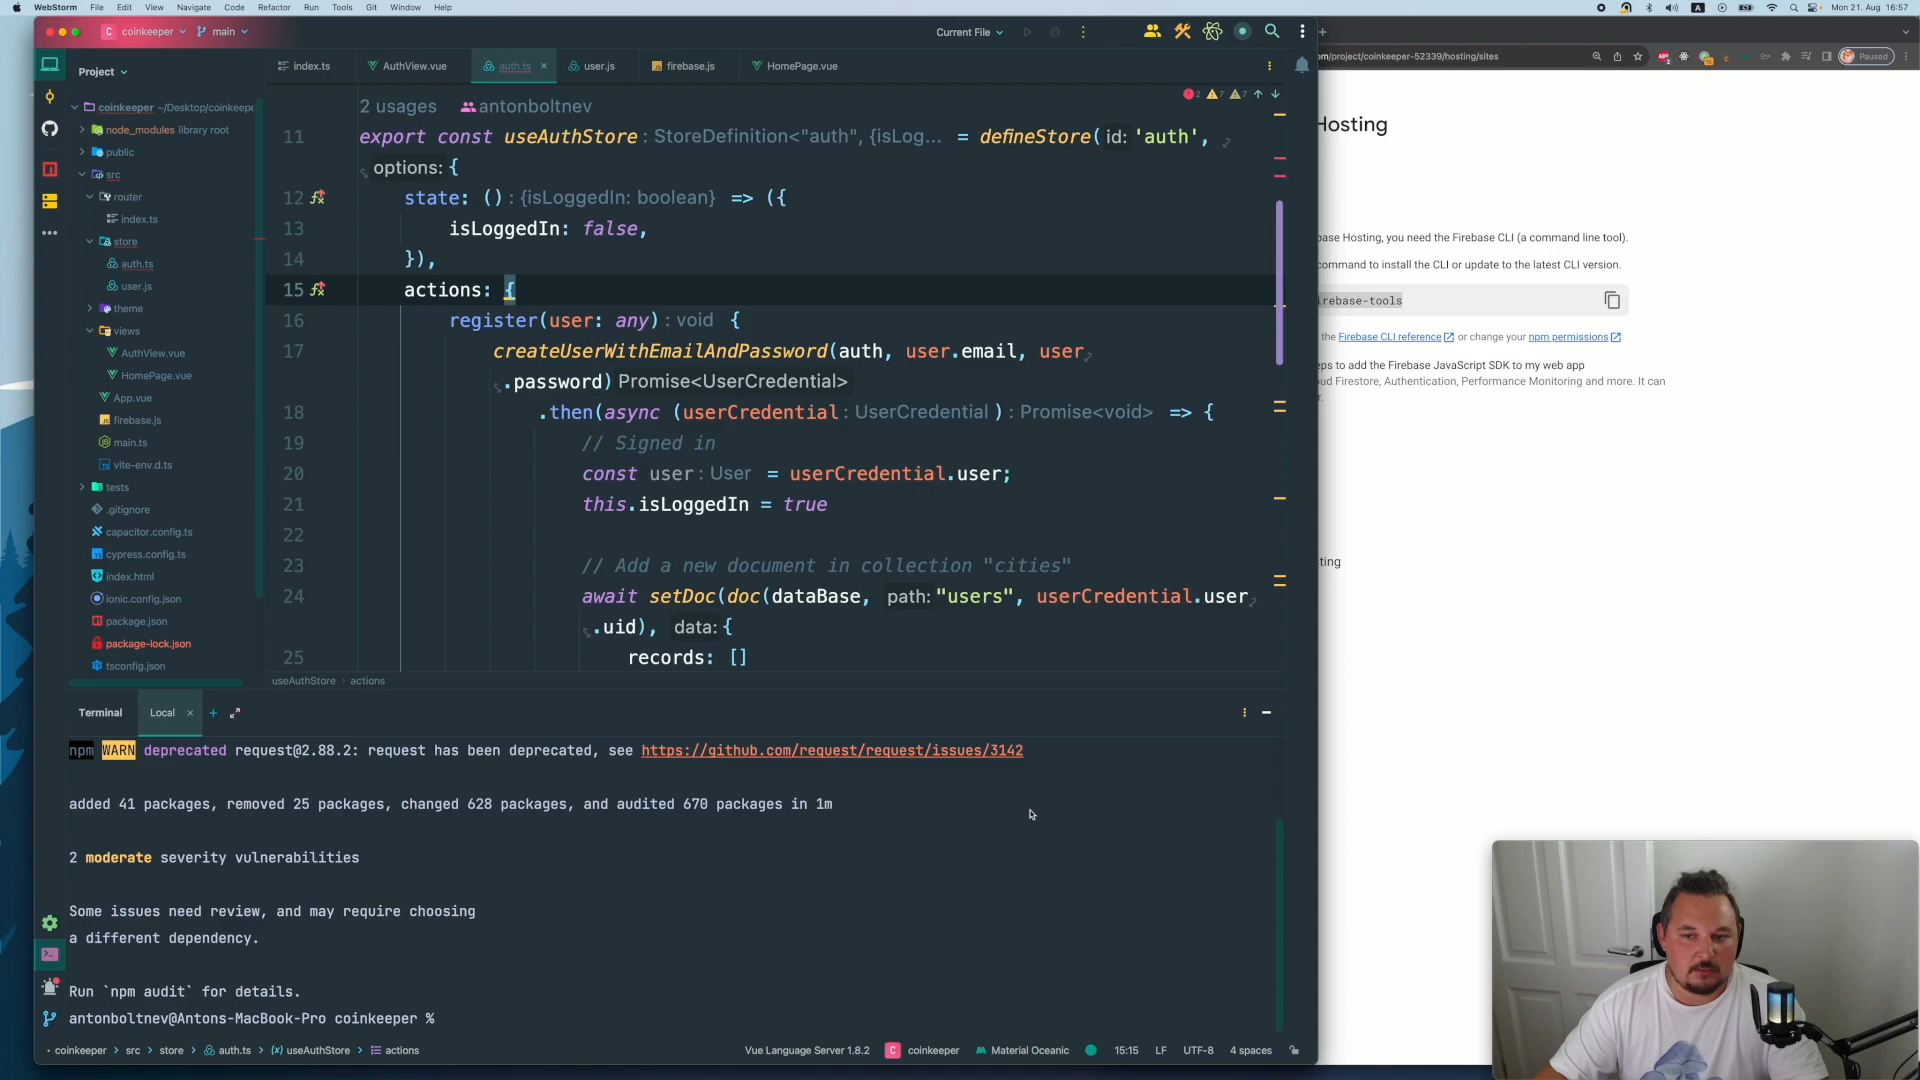 WebStorm File Edit View Navigate Code Refactor Run Tools Git Window Help
Mon 21. Aug 16:57
coinkeeper main
Current File
om/project/coinkeeper-52339/hosting/sites
Paused
Project
index.ts AuthView.vue auth.ts user.js firebase.js HomePage.vue
coinkeeper ~/Desktop/coinkeepe
node_modules library root
public
src
router
index.ts
store
auth.ts
user.js
theme
views
AuthView.vue
HomePage.vue
App.vue
firebase.js
main.ts
vite-env.d.ts
tests
.gitignore
capacitor.config.ts
cypress.config.ts
index.html
ionic.config.json
package.json
package-lock.json
tsconfig.json
2 usages antonboltnev
2 7 7
11 export const useAuthStore : StoreDefinition<"auth", {isLog... = defineStore( id: 'auth',
options: {
12 state: () : {isLoggedIn: boolean} => ({
13 isLoggedIn: false,
14 }),
15 actions: {
16 register(user: any) : void {
17 createUserWithEmailAndPassword(auth, user.email, user
.password) Promise<UserCredential>
18 .then(async (userCredential : UserCredential ) : Promise<void> => {
19 // Signed in
20 const user : User = userCredential.user;
21 this.isLoggedIn = true
22
23 // Add a new document in collection "cities"
24 await setDoc(doc(dataBase, path: "users", userCredential.user
.uid), data: {
25 records: []
useAuthStore › actions
Terminal Local
npm WARN deprecated request@2.88.2: request has been deprecated, see https://github.com/request/request/issues/3142
added 41 packages, removed 25 packages, changed 628 packages, and audited 670 packages in 1m
2 moderate severity vulnerabilities
Some issues need review, and may require choosing
a different dependency.
Run `npm audit` for details.
antonboltnev@Antons-MacBook-Pro coinkeeper %
coinkeeper › src › store › auth.ts › useAuthStore › actions
Vue Language Server 1.8.2 coinkeeper Material Oceanic 15:15 LF UTF-8 4 spaces
Hosting
base Hosting, you need the Firebase CLI (a command line tool).
command to install the CLI or update to the latest CLI version.
irebase-tools
the Firebase CLI reference or change your npm permissions
eps to add the Firebase JavaScript SDK to my web app
oud Firestore, Authentication, Performance Monitoring and more. It can
r.
ting